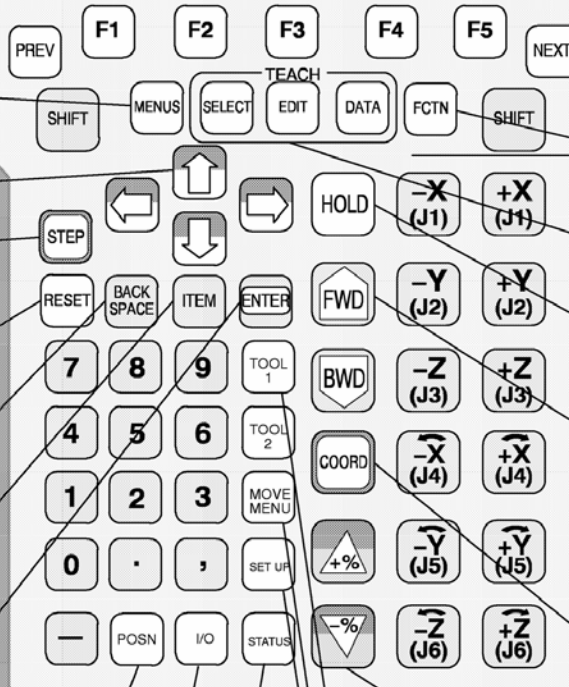 F1 F2 F3 F4 F5
PREV NEXT
TEACH
SHIFT MENUS SELECT EDIT DATA FCTN SHIFT
HOLD -X (J1) +X (J1)
STEP
RESET BACK SPACE ITEM ENTER FWD -Y (J2) +Y (J2)
7 8 9 TOOL 1 BWD -Z (J3) +Z (J3)
4 5 6 TOOL 2 COORD -X (J4) +X (J4)
1 2 3 MOVE MENU
0 . , SET UP +% -Y (J5) +Y (J5)
— POSN I/O STATUS -% -Z (J6) +Z (J6)